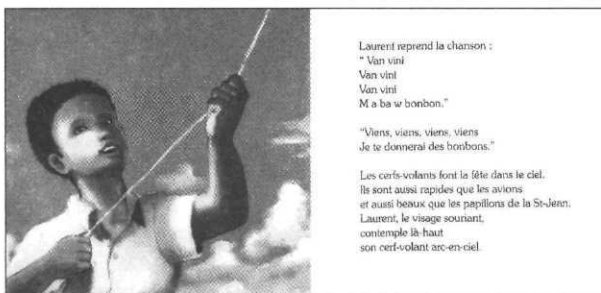 Laurent reprend la chanson :
" Van vini
Van vini
Van vini
M a ba w bonbon."
"Viens, viens, viens, viens
Je te donnerai des bonbons."
Les cerfs-volants font la fête dans le ciel.
Ils sont aussi rapides que les avions
et aussi beaux que les papillons de la St-Jean.
Laurent, le visage souriant,
contemple là-haut
son cerf-volant arc-en-ciel.